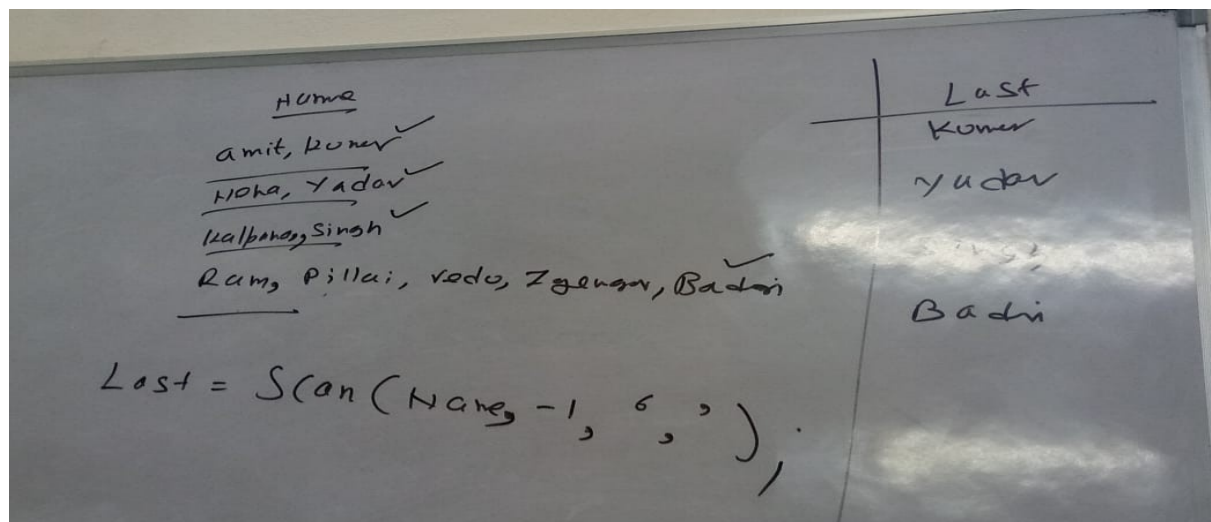 Name
amit, Kumar
Neha, Yadav
Kalpana, Singh
Ram, Pillai, vedu, Iyengar, Badri
Last = Scan(Name, -1, ‘,’);
Last
Kumar
Yadav
Badri